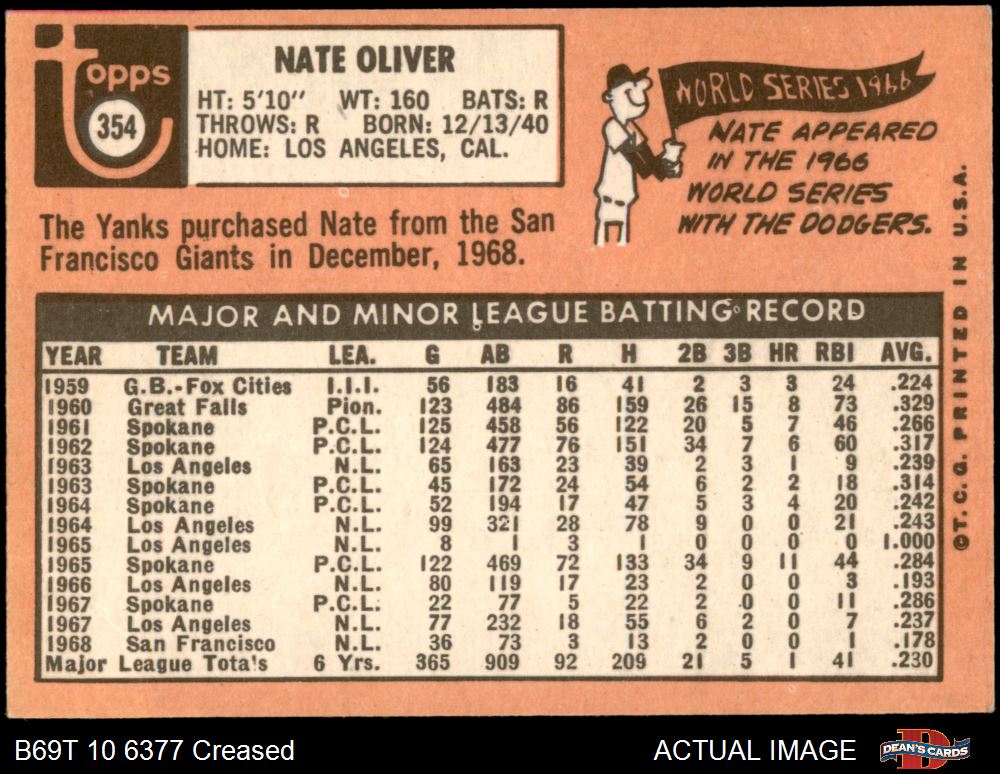 Topps
354
NATE OLIVER
HT: 5'10" WT: 160 BATS: R
THROWS: R BORN: 12/13/40
HOME: LOS ANGELES, CAL.
WORLD SERIES 1966
NATE APPEARED
IN THE 1966
WORLD SERIES
WITH THE DODGERS.
The Yanks purchased Nate from the San
Francisco Giants in December, 1968.
MAJOR AND MINOR LEAGUE BATTING RECORD
YEAR TEAM LEA. G AB R H 2B 3B HR RBI AVG.
1959 G.B.-Fox Cities I.I.I. 56 183 16 41 2 3 3 24 .224
1960 Great Falls Pion. 123 484 86 159 26 15 8 73 .329
1961 Spokane P.C.L. 125 458 56 122 20 5 7 46 .266
1962 Spokane P.C.L. 124 477 76 151 34 7 6 60 .317
1963 Los Angeles N.L. 65 163 23 39 2 3 1 9 .239
1963 Spokane P.C.L. 45 172 24 54 6 2 2 18 .314
1964 Spokane P.C.L. 52 194 17 47 5 3 4 20 .242
1964 Los Angeles N.L. 99 321 28 78 9 0 0 21 .243
1965 Los Angeles N.L. 8 1 3 1 0 0 0 0 1.000
1965 Spokane P.C.L. 122 469 72 133 34 9 11 44 .284
1966 Los Angeles N.L. 80 119 17 23 2 0 0 3 .193
1967 Spokane P.C.L. 22 77 5 22 2 0 0 11 .286
1967 Los Angeles N.L. 77 232 18 55 6 2 0 7 .237
1968 San Francisco N.L. 36 73 3 13 2 0 0 1 .178
Major League Totals 6 Yrs. 365 909 92 209 21 5 1 41 .230
©T.C.G. PRINTED IN U.S.A.
B69T 10 6377 Creased
ACTUAL IMAGE
DEAN'S CARDS